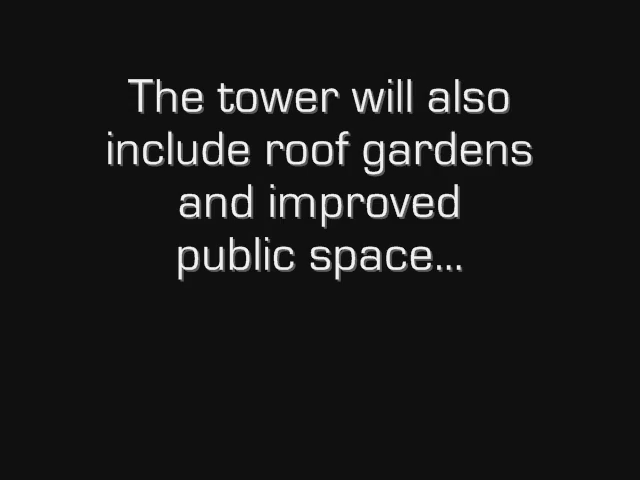 The tower will also
include roof gardens
and improved
public space...